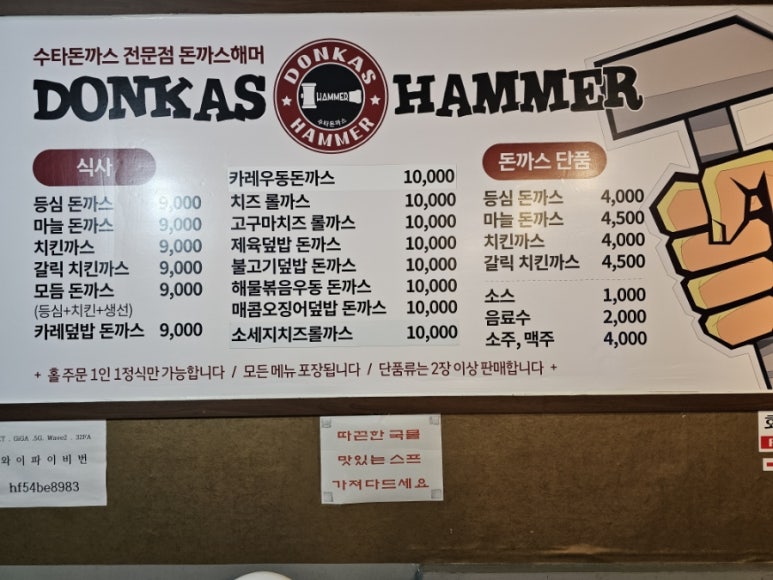 수타돈까스 전문점 돈까스해머
DONKAS HAMMER
DONKAS
HAMMER
수타돈까스
HAMMER
식사
등심 돈까스 9,000
마늘 돈까스 9,000
치킨까스 9,000
갈릭 치킨까스 9,000
모듬 돈까스 9,000
(등심+치킨+생선)
카레덮밥 돈까스 9,000
카레우동돈까스 10,000
치즈 롤까스 10,000
고구마치즈 롤까스 10,000
제육덮밥 돈까스 10,000
불고기덮밥 돈까스 10,000
해물볶음우동 돈까스 10,000
매콤오징어덮밥 돈까스 10,000
소세지치즈롤까스 10,000
돈까스 단품
등심 돈까스 4,000
마늘 돈까스 4,500
치킨까스 4,000
갈릭 치킨까스 4,500
소스 1,000
음료수 2,000
소주, 맥주 4,000
+ 홀 주문 1인 1정식만 가능합니다 / 모든 메뉴 포장됩니다 / 단품류는 2장 이상 판매합니다 +
GiGA . 5G. Wave2 .
와 이 파 이 비 번
hf54be8983
따끈한 국물
맛있는 스프
가져다드세요